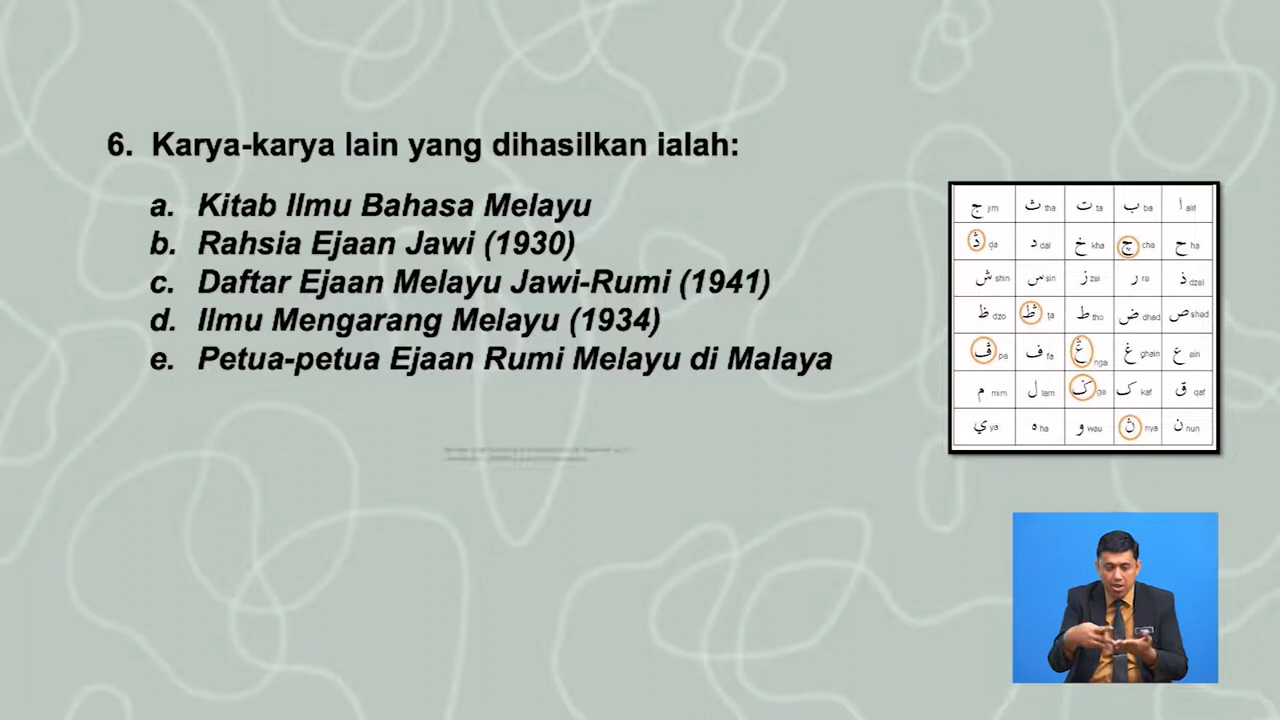 6. Karya-karya lain yang dihasilkan ialah:
a. Kitab Ilmu Bahasa Melayu
b. Rahsia Ejaan Jawi (1930)
c. Daftar Ejaan Melayu Jawi-Rumi (1941)
d. Ilmu Mengarang Melayu (1934)
e. Petua-petua Ejaan Rumi Melayu di Malaya
ج jim ث tha ت ta ب ba ا alif
ڎ da د dal خ kha چ cha ح ha
ش shin س sin ز zai ر ra ذ dzal
ظ dzo ta ط tho ض dhad ص shad
ڤ pa ف fa ڠ nga غ ghain ع ain
م mim ل lam ga ک kaf ق qaf
ي ya ه ha و wau nya ن nun